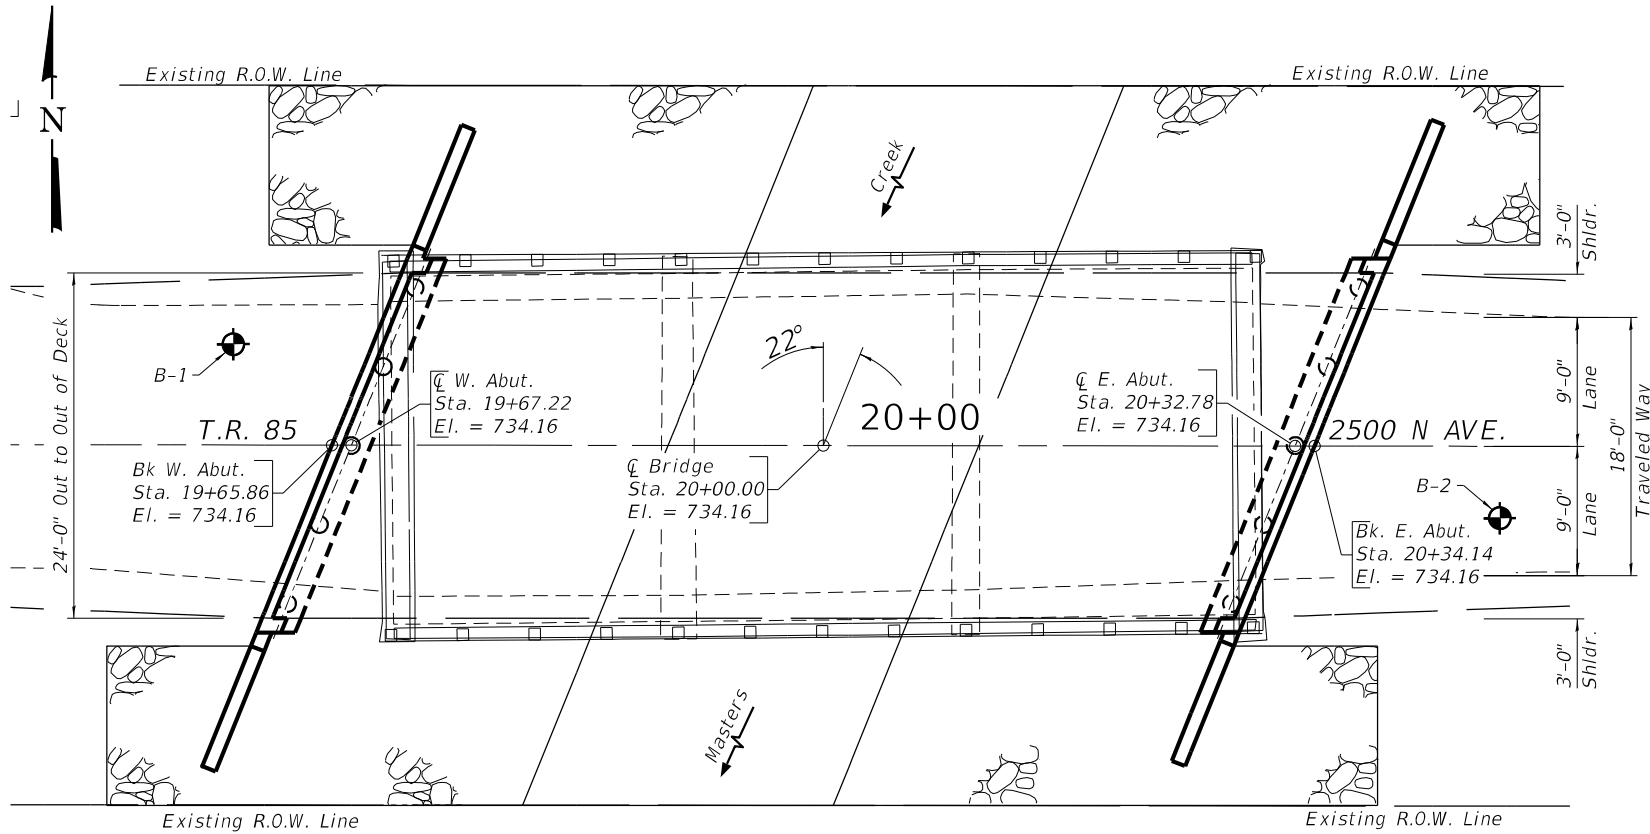 Existing R.O.W. Line
Existing R.O.W. Line
N
Creek
3'-0"
Shldr.
24'-0" Out to Out of Deck
B-1
22°
℄ W. Abut.
Sta. 19+67.22
El. = 734.16
℄ E. Abut.
Sta. 20+32.78
El. = 734.16
9'-0"
Lane
T.R. 85
20+00
2500 N AVE.
18'-0"
Traveled Way
Bk W. Abut.
Sta. 19+65.86
El. = 734.16
℄ Bridge
Sta. 20+00.00
El. = 734.16
B-2
9'-0"
Lane
Bk. E. Abut.
Sta. 20+34.14
El. = 734.16
3'-0"
Shldr.
Masters
Existing R.O.W. Line
Existing R.O.W. Line